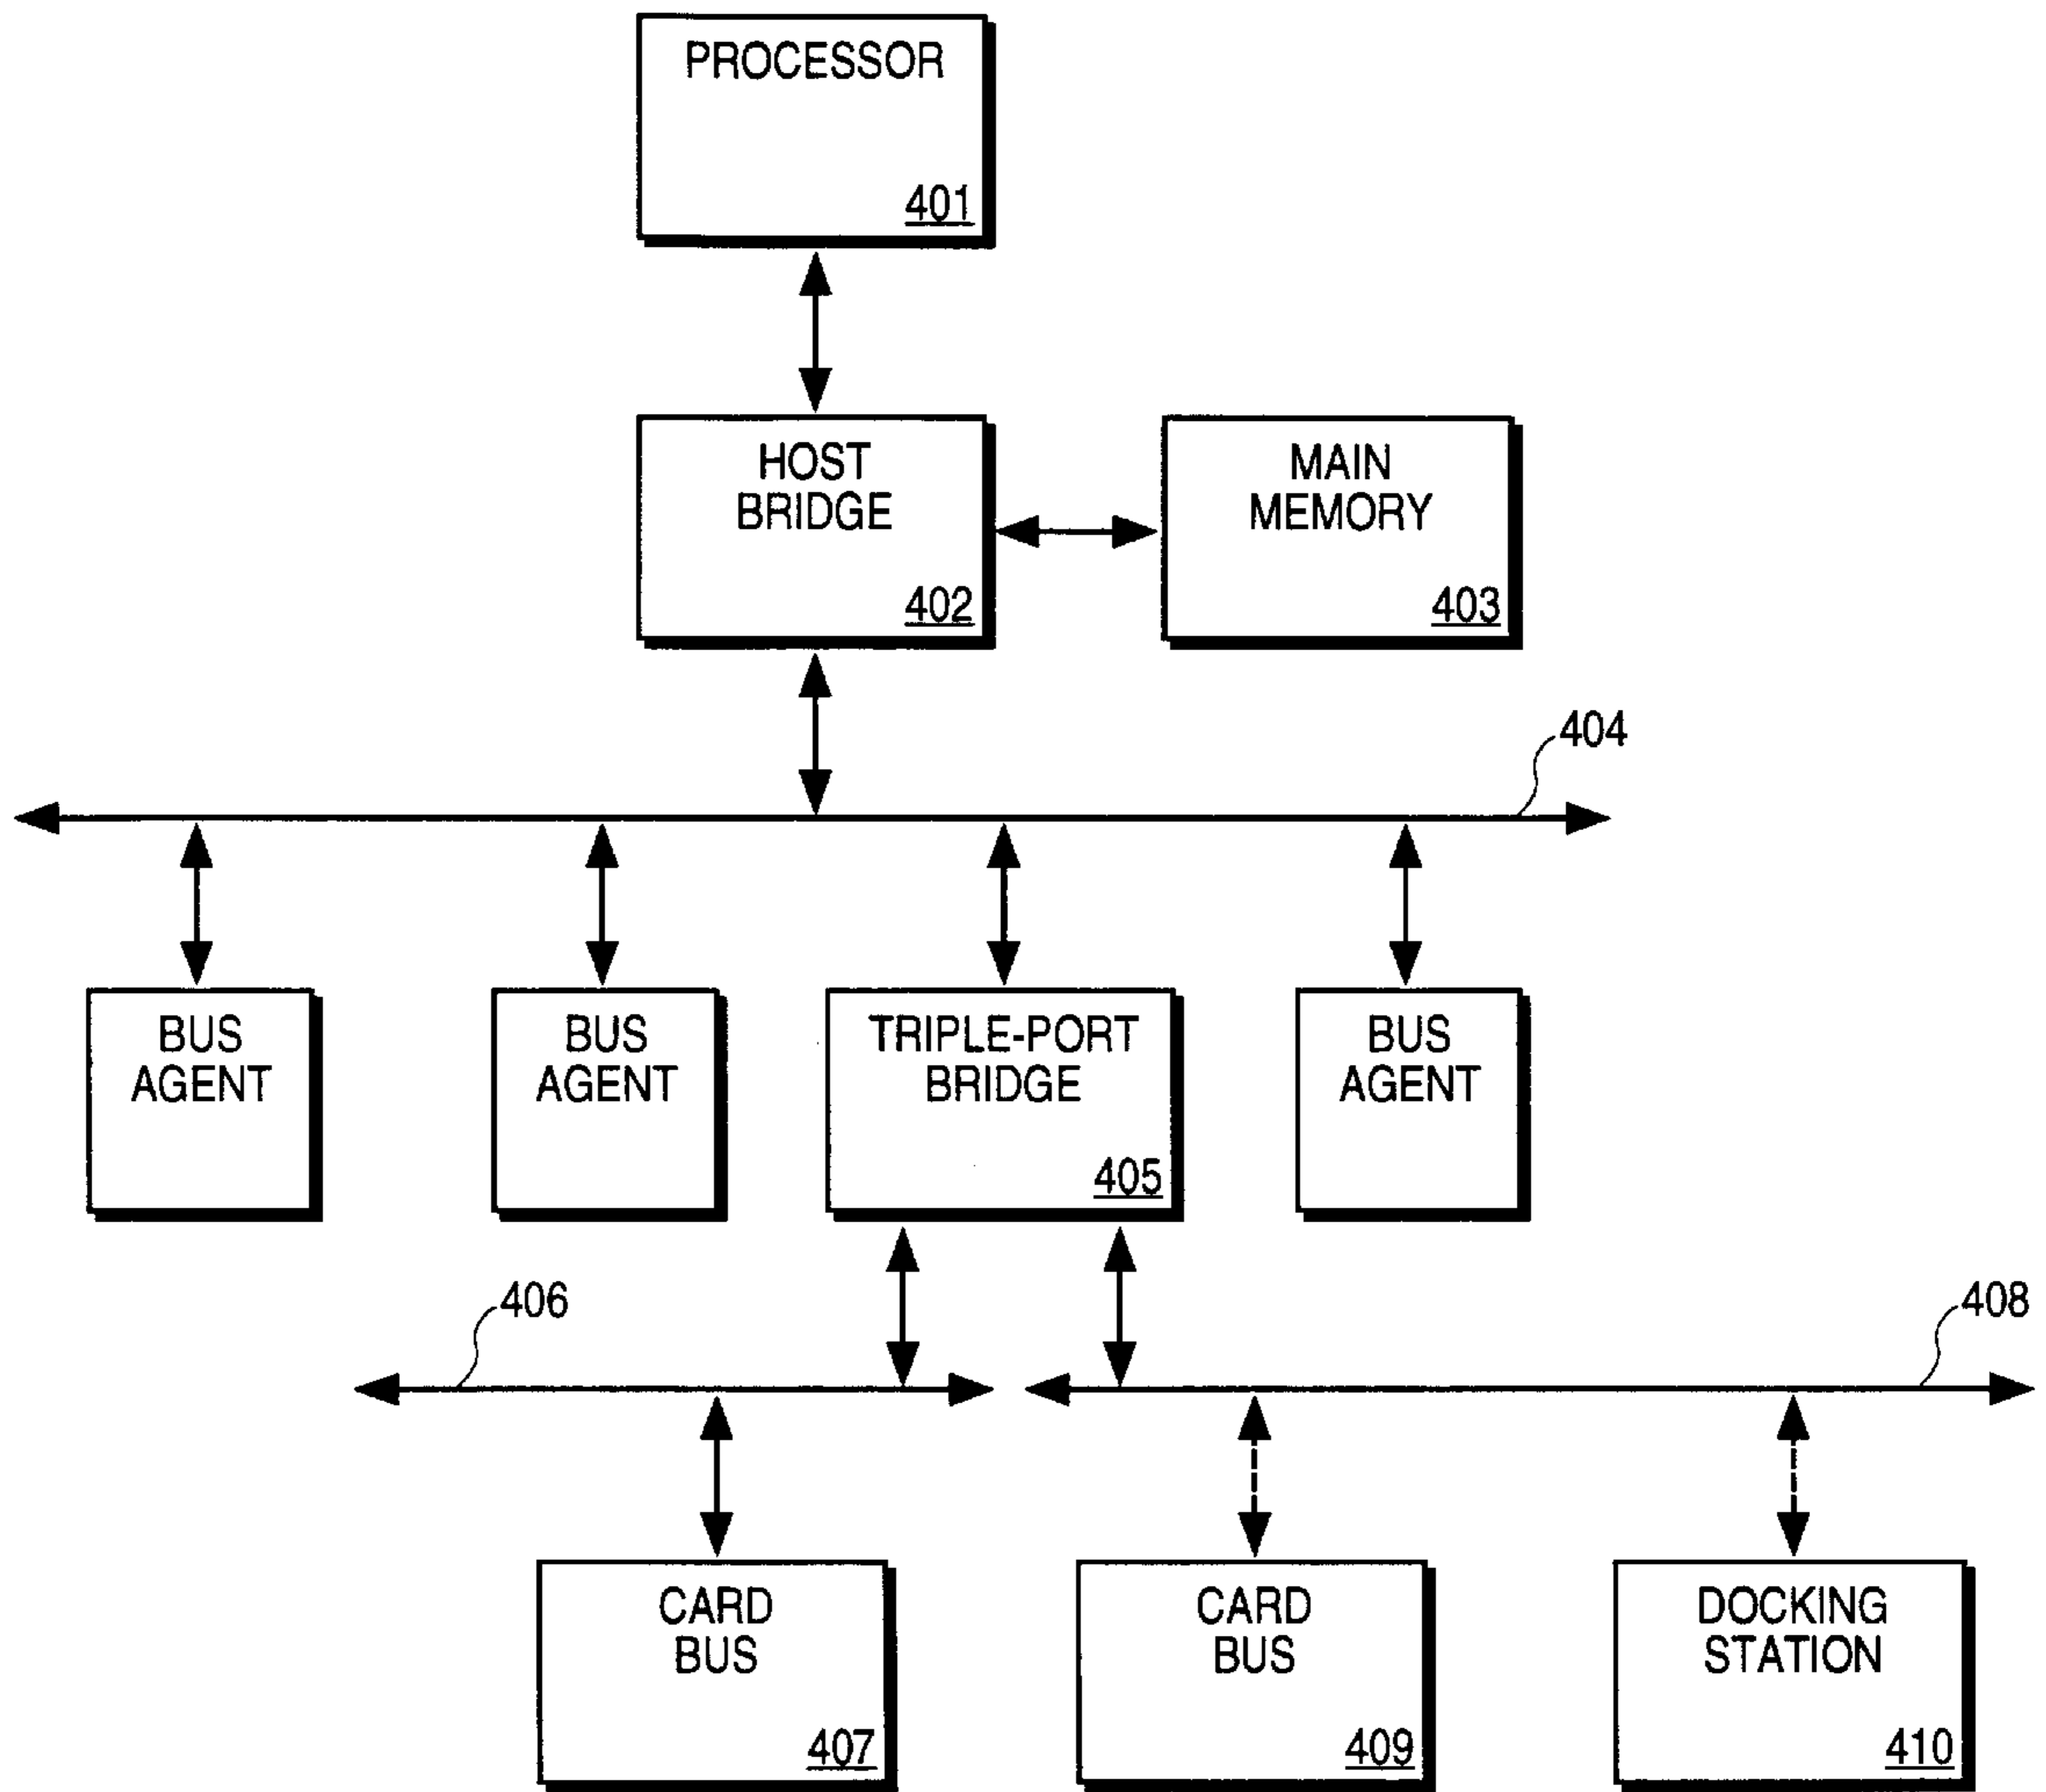 PROCESSOR
401
HOST
BRIDGE
402
MAIN
MEMORY
403
404
BUS
AGENT
BUS
AGENT
TRIPLE-PORT
BRIDGE
405
BUS
AGENT
406
408
CARD
BUS
407
CARD
BUS
409
DOCKING
STATION
410